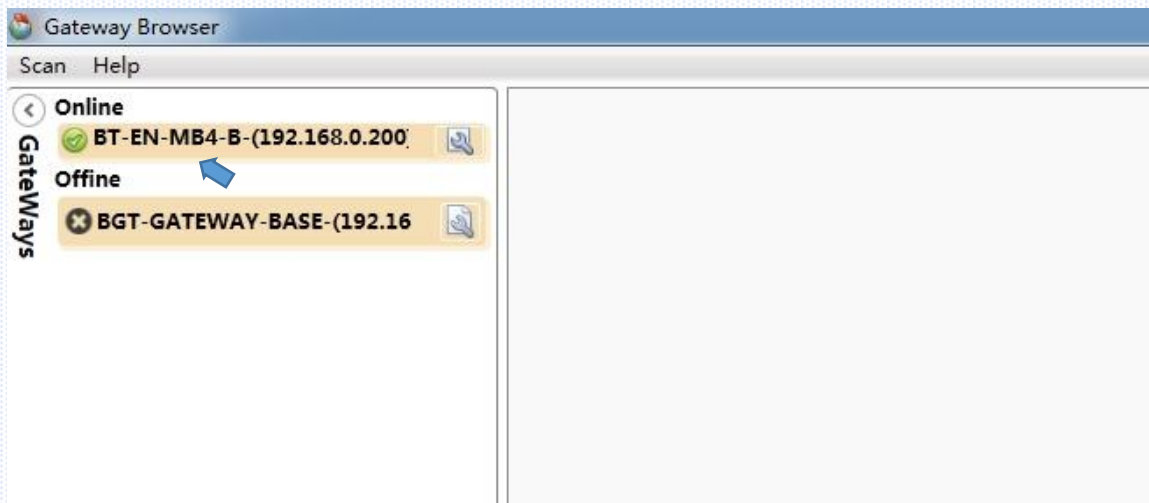 Gateway Browser
Scan Help
GateWays
Online
BT-EN-MB4-B-(192.168.0.200)
Offine
BGT-GATEWAY-BASE-(192.16